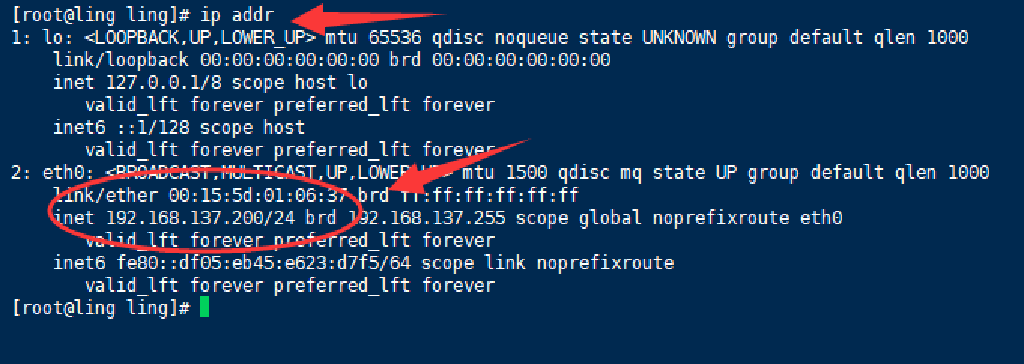 [root@ling ling]# ip addr
1: lo: <LOOPBACK,UP,LOWER_UP> mtu 65536 qdisc noqueue state UNKNOWN group default qlen 1000
link/loopback 00:00:00:00:00:00 brd 00:00:00:00:00:00
inet 127.0.0.1/8 scope host lo
valid_lft forever preferred_lft forever
inet6 ::1/128 scope host
valid_lft forever preferred_lft forever
2: eth0: <BROADCAST,MULTICAST,UP,LOWER_UP> mtu 1500 qdisc mq state UP group default qlen 1000
link/ether 00:15:5d:01:06:37 brd ff:ff:ff:ff:ff:ff
inet 192.168.137.200/24 brd 192.168.137.255 scope global noprefixroute eth0
valid_lft forever preferred_lft forever
inet6 fe80::df05:eb45:e623:d7f5/64 scope link noprefixroute
valid_lft forever preferred_lft forever
[root@ling ling]#